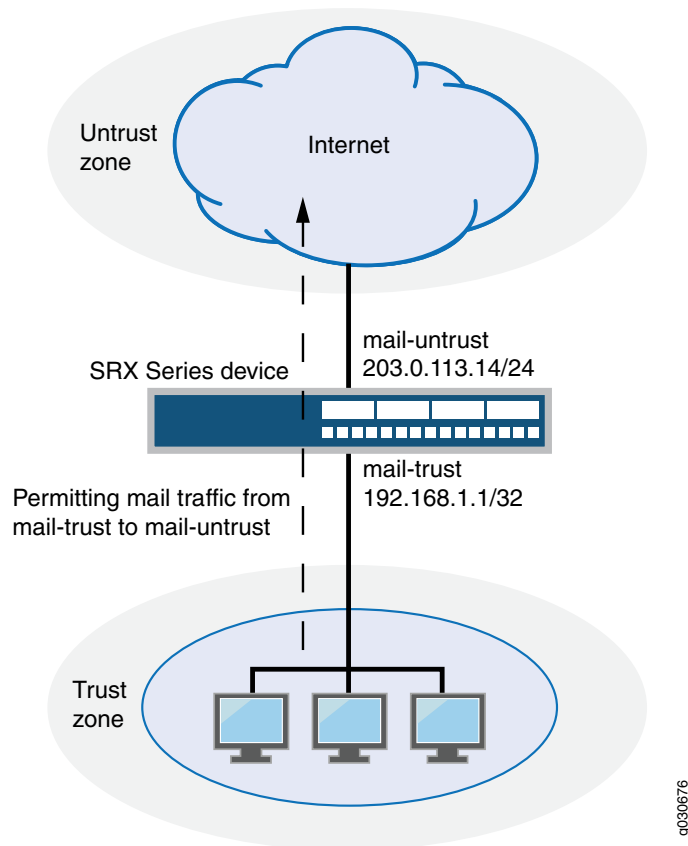 Untrust
zone
Internet
mail-untrust
203.0.113.14/24
SRX Series device
mail-trust
192.168.1.1/32
Permitting mail traffic from
mail-trust to mail-untrust
Trust
zone
g030676